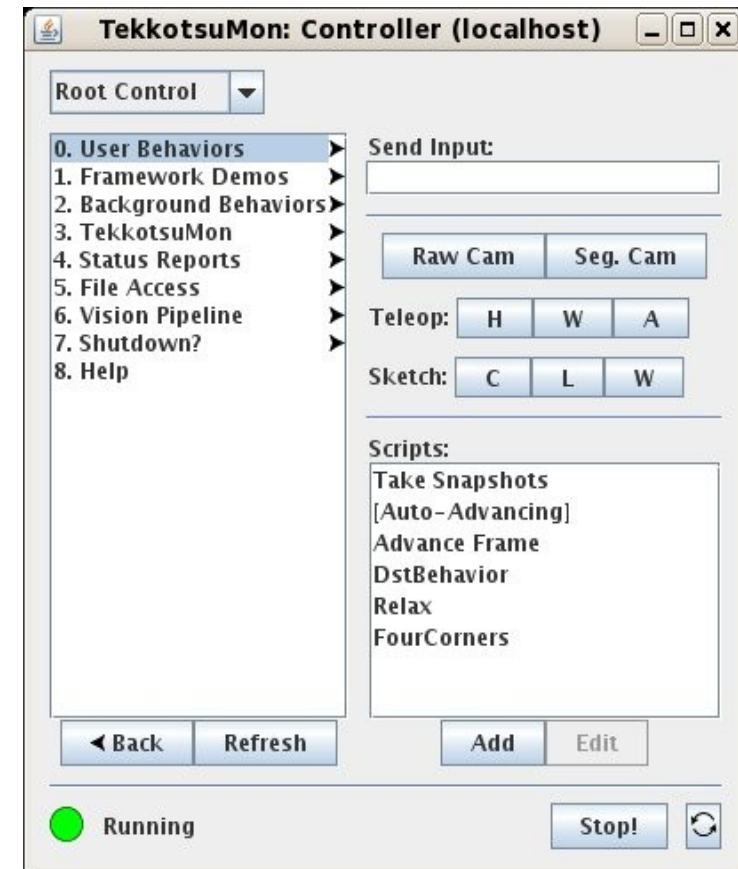 TekkotsuMon: Controller (localhost)
Root Control
0. User Behaviors
1. Framework Demos
2. Background Behaviors
3. TekkotsuMon
4. Status Reports
5. File Access
6. Vision Pipeline
7. Shutdown?
8. Help
Back Refresh
Send Input:
Raw Cam Seg. Cam
Teleop: H W A
Sketch: C L W
Scripts:
Take Snapshots
[Auto-Advancing]
Advance Frame
DstBehavior
Relax
FourCorners
Add Edit
Running Stop!